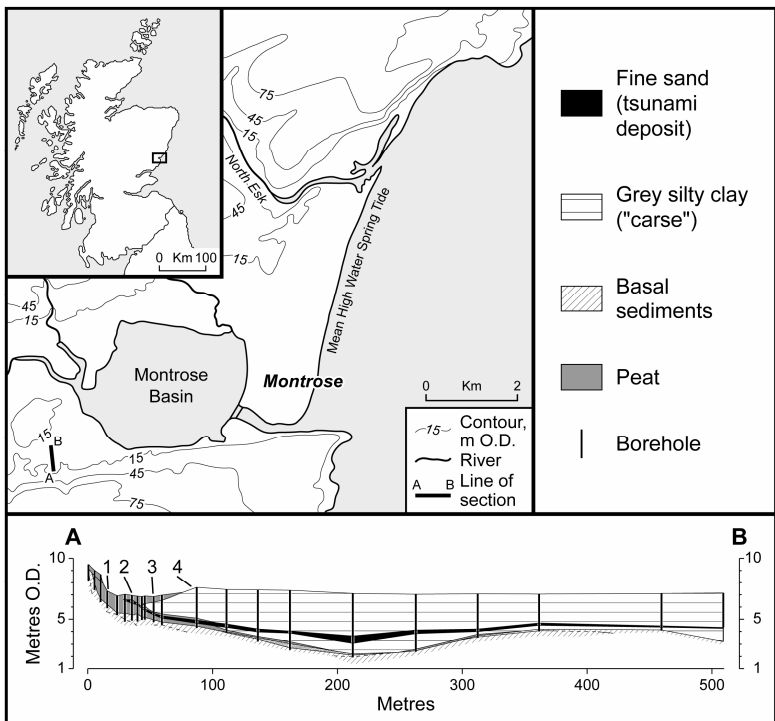 75
45
15
North Esk
45
15
0 Km 100
Mean High Water Spring Tide
45
15
Montrose
Basin
Montrose
0 Km 2
15
B
A
15
45
75
15
Contour,
m O.D.
River
A B Line of
section
Fine sand
(tsunami
deposit)
Grey silty clay
("carse")
Basal
sediments
Peat
Borehole
A B
10 1 2 3 4 10
5 5
1 1
Metres O.D.
0 100 200 300 400 500
Metres